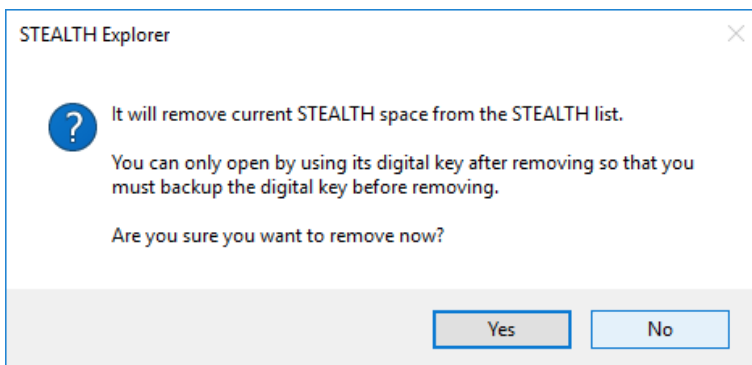 STEALTH Explorer
It will remove current STEALTH space from the STEALTH list.
You can only open by using its digital key after removing so that you
must backup the digital key before removing.
Are you sure you want to remove now?
Yes
No